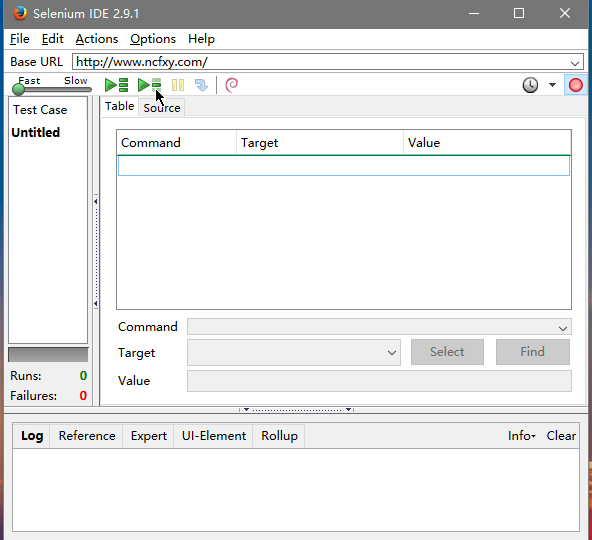 Selenium IDE 2.9.1
File Edit Actions Options Help
Base URL http://www.ncfxy.com/
Fast Slow
Test Case
Untitled
Table Source
Command Target Value
Command
Target Select Find
Value
Runs: 0
Failures: 0
Log Reference Expert UI-Element Rollup Info Clear